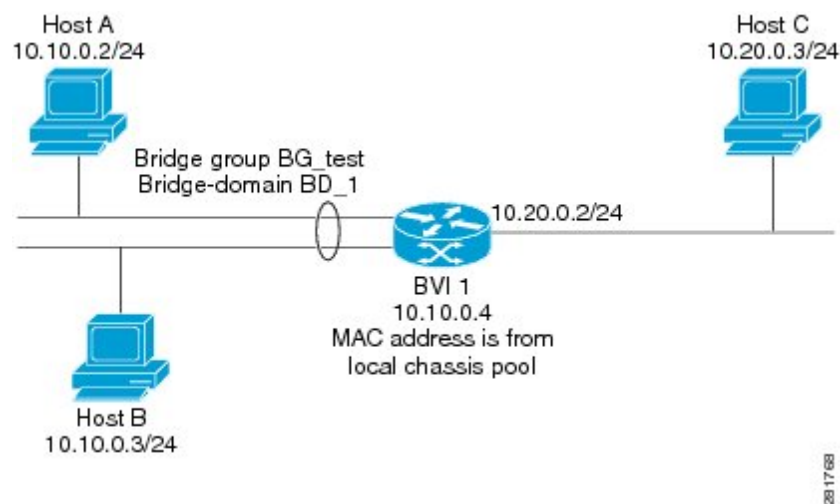 Host A
10.10.0.2/24
Host C
10.20.0.3/24
Bridge group BG_test
Bridge-domain BD_1
10.20.0.2/24
BVI 1
10.10.0.4
MAC address is from
local chassis pool
Host B
10.10.0.3/24
281768